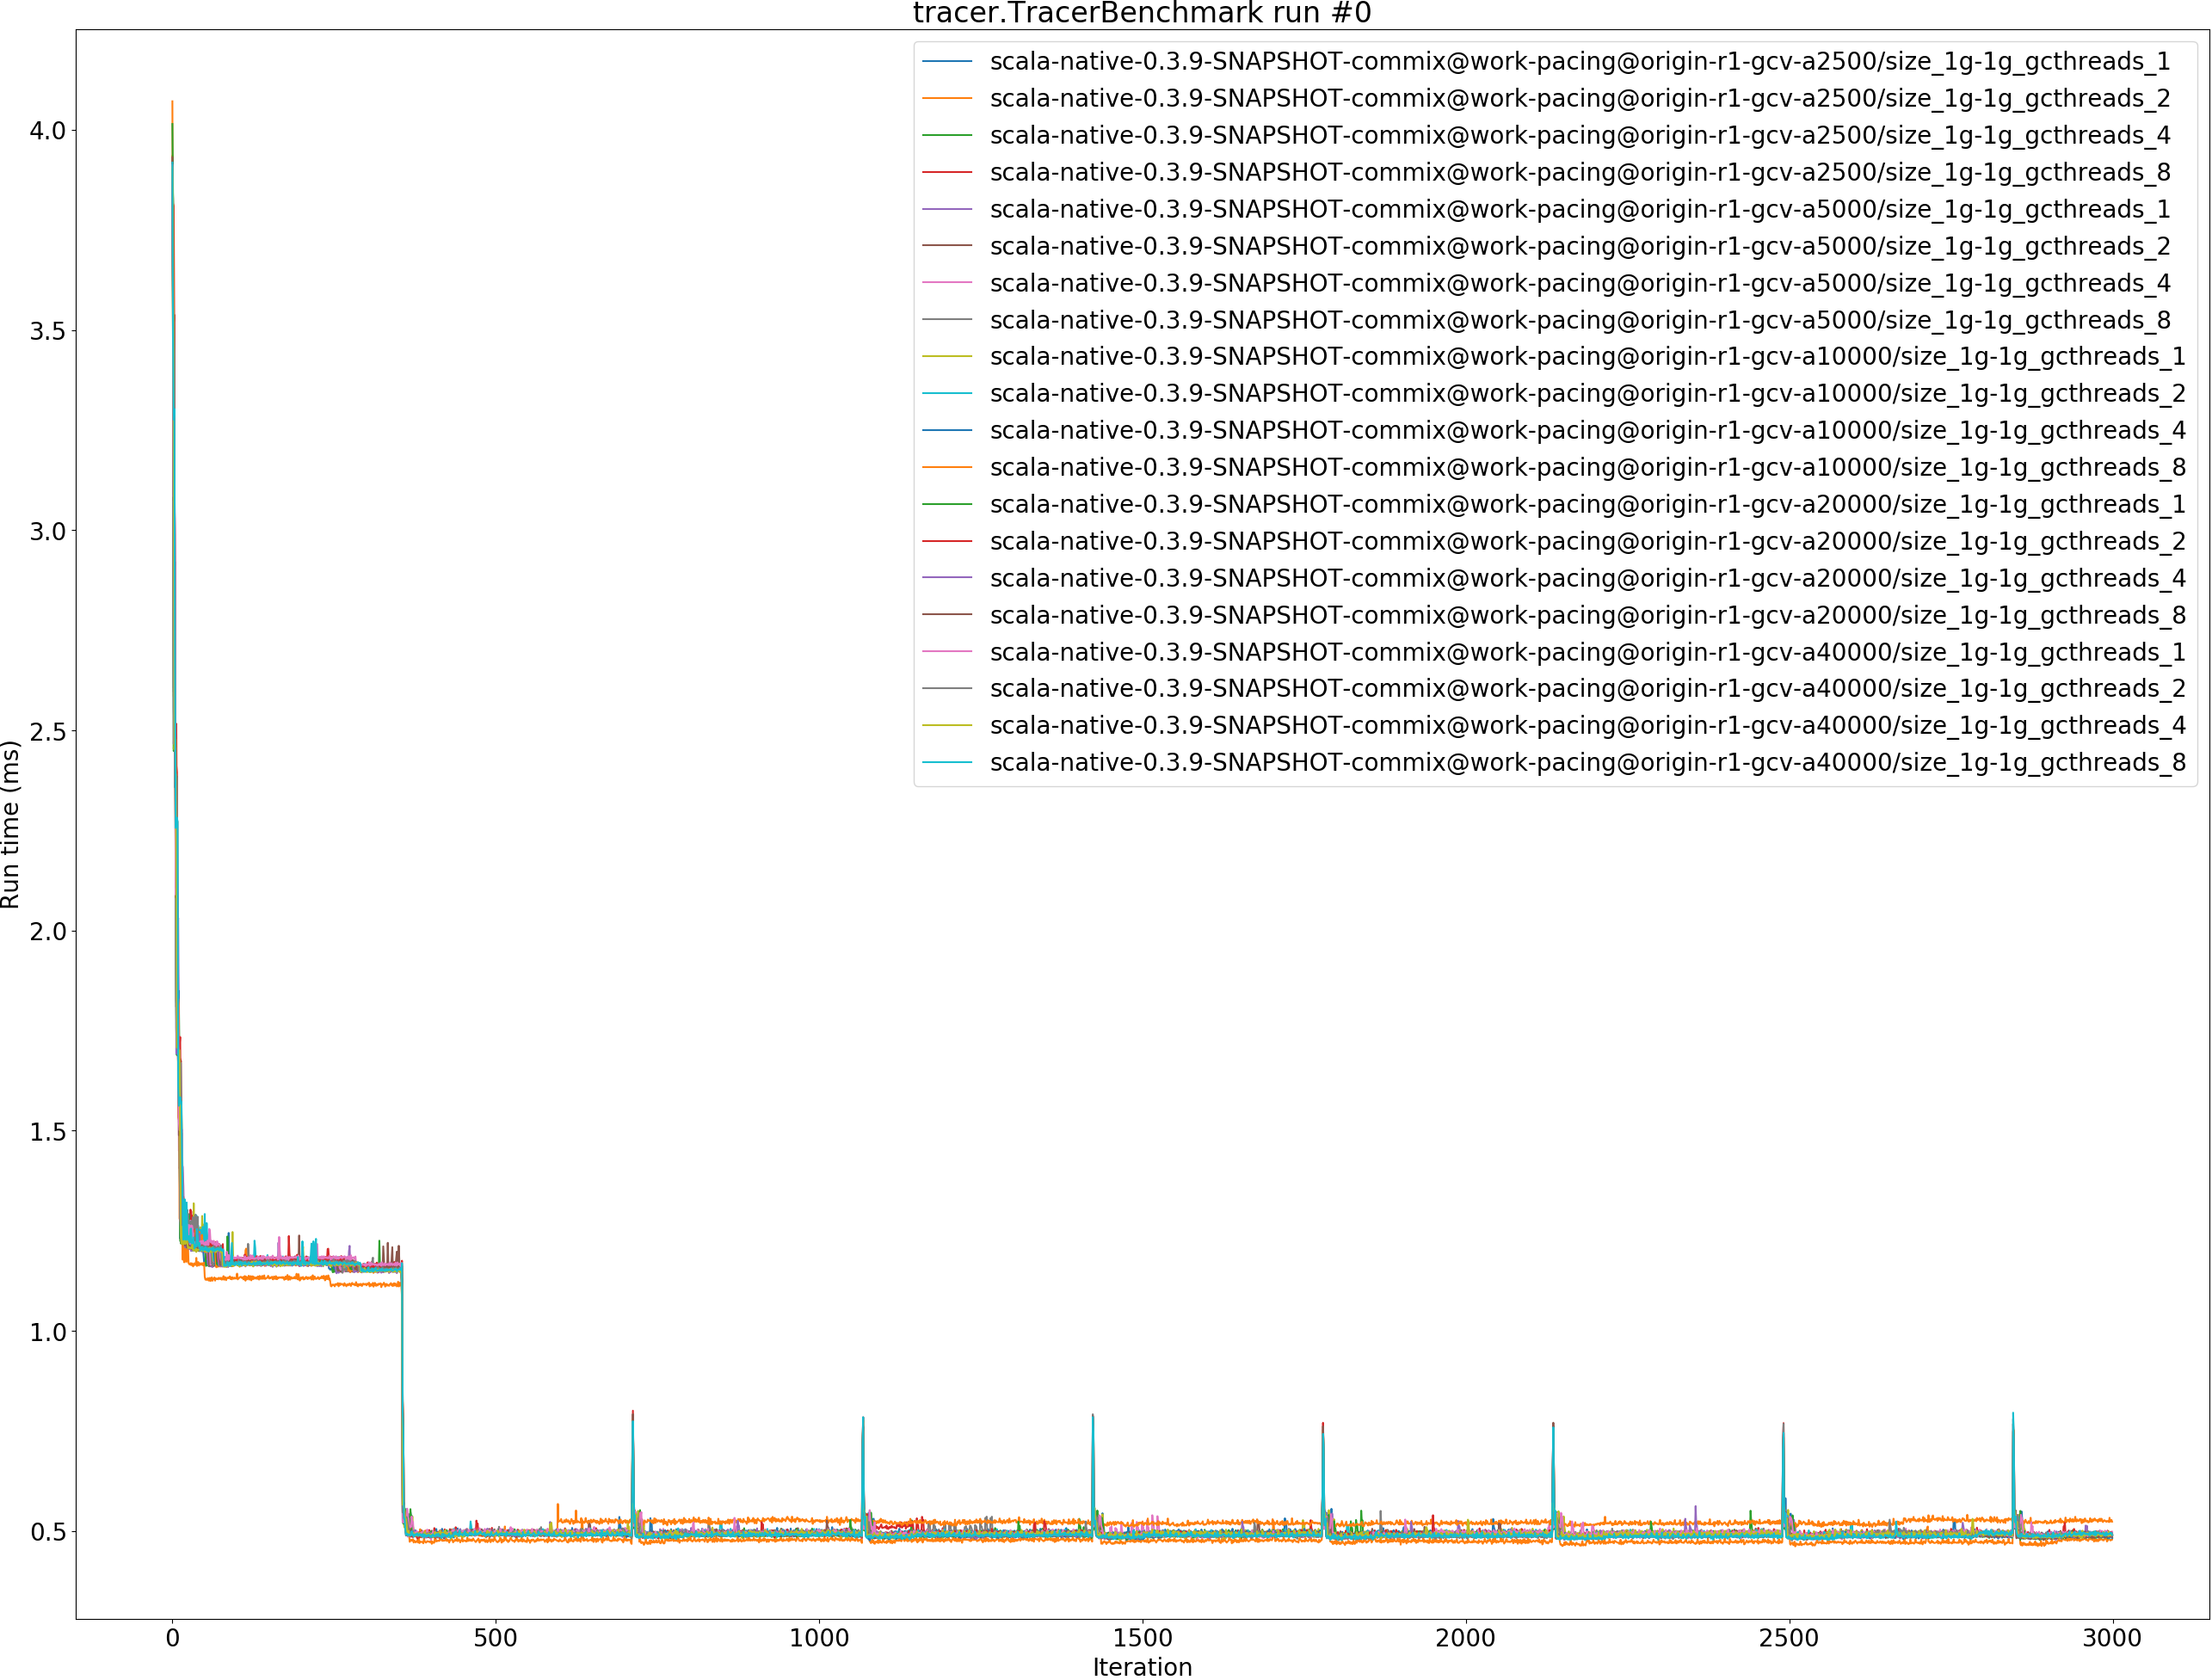 tracer.TracerBenchmark run #0
scala-native-0.3.9-SNAPSHOT-commix@work-pacing@origin-r1-gcv-a2500/size_1g-1g_gcthreads_1
scala-native-0.3.9-SNAPSHOT-commix@work-pacing@origin-r1-gcv-a2500/size_1g-1g_gcthreads_2
scala-native-0.3.9-SNAPSHOT-commix@work-pacing@origin-r1-gcv-a2500/size_1g-1g_gcthreads_4
scala-native-0.3.9-SNAPSHOT-commix@work-pacing@origin-r1-gcv-a2500/size_1g-1g_gcthreads_8
scala-native-0.3.9-SNAPSHOT-commix@work-pacing@origin-r1-gcv-a5000/size_1g-1g_gcthreads_1
scala-native-0.3.9-SNAPSHOT-commix@work-pacing@origin-r1-gcv-a5000/size_1g-1g_gcthreads_2
scala-native-0.3.9-SNAPSHOT-commix@work-pacing@origin-r1-gcv-a5000/size_1g-1g_gcthreads_4
scala-native-0.3.9-SNAPSHOT-commix@work-pacing@origin-r1-gcv-a5000/size_1g-1g_gcthreads_8
scala-native-0.3.9-SNAPSHOT-commix@work-pacing@origin-r1-gcv-a10000/size_1g-1g_gcthreads_1
scala-native-0.3.9-SNAPSHOT-commix@work-pacing@origin-r1-gcv-a10000/size_1g-1g_gcthreads_2
scala-native-0.3.9-SNAPSHOT-commix@work-pacing@origin-r1-gcv-a10000/size_1g-1g_gcthreads_4
scala-native-0.3.9-SNAPSHOT-commix@work-pacing@origin-r1-gcv-a10000/size_1g-1g_gcthreads_8
scala-native-0.3.9-SNAPSHOT-commix@work-pacing@origin-r1-gcv-a20000/size_1g-1g_gcthreads_1
scala-native-0.3.9-SNAPSHOT-commix@work-pacing@origin-r1-gcv-a20000/size_1g-1g_gcthreads_2
scala-native-0.3.9-SNAPSHOT-commix@work-pacing@origin-r1-gcv-a20000/size_1g-1g_gcthreads_4
scala-native-0.3.9-SNAPSHOT-commix@work-pacing@origin-r1-gcv-a20000/size_1g-1g_gcthreads_8
scala-native-0.3.9-SNAPSHOT-commix@work-pacing@origin-r1-gcv-a40000/size_1g-1g_gcthreads_1
scala-native-0.3.9-SNAPSHOT-commix@work-pacing@origin-r1-gcv-a40000/size_1g-1g_gcthreads_2
scala-native-0.3.9-SNAPSHOT-commix@work-pacing@origin-r1-gcv-a40000/size_1g-1g_gcthreads_4
scala-native-0.3.9-SNAPSHOT-commix@work-pacing@origin-r1-gcv-a40000/size_1g-1g_gcthreads_8
Run time (ms)
4.0
3.5
3.0
2.5
2.0
1.5
1.0
0.5
0 500 1000 1500 2000 2500 3000
Iteration